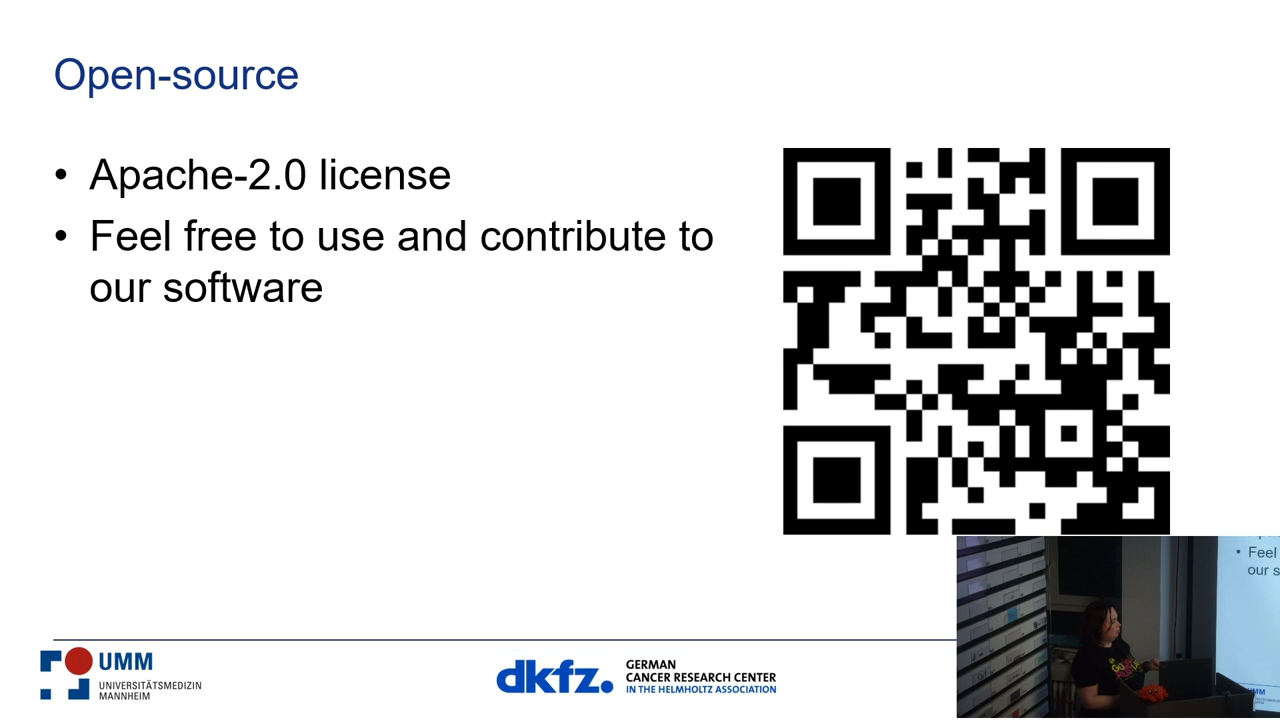 Open-source
• Apache-2.0 license
• Feel free to use and contribute to
our software
• Feel
our s
UMM
UNIVERSITÄTSMEDIZIN
MANNHEIM
dkfz.
GERMAN
CANCER RESEARCH CENTER
IN THE HELMHOLTZ ASSOCIATION